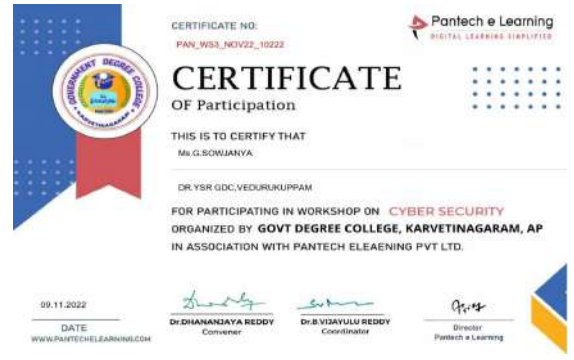 CERTIFICATE NO:
PAN_WS3_NOV22_10222
Pantech e Learning
DIGITAL LEARNING SIMPLIFIED
GOVERNMENT DEGREE COLLEGE
KARVETINAGARAM
CERTIFICATE
OF Participation
THIS IS TO CERTIFY THAT
Ms.G.SOWJANYA
DR.YSR GDC,VEDURUKUPPAM
FOR PARTICIPATING IN WORKSHOP ON CYBER SECURITY
ORGANIZED BY GOVT DEGREE COLLEGE, KARVETINAGARAM, AP
IN ASSOCIATION WITH PANTECH ELEAENING PVT LTD.
09.11.2022
DATE
WWW.PANTECHELEARNING.COM
Dr.DHANANJAYA REDDY
Convener
Dr.B.VIJAYULU REDDY
Coordinator
Director
Pantech e Learning